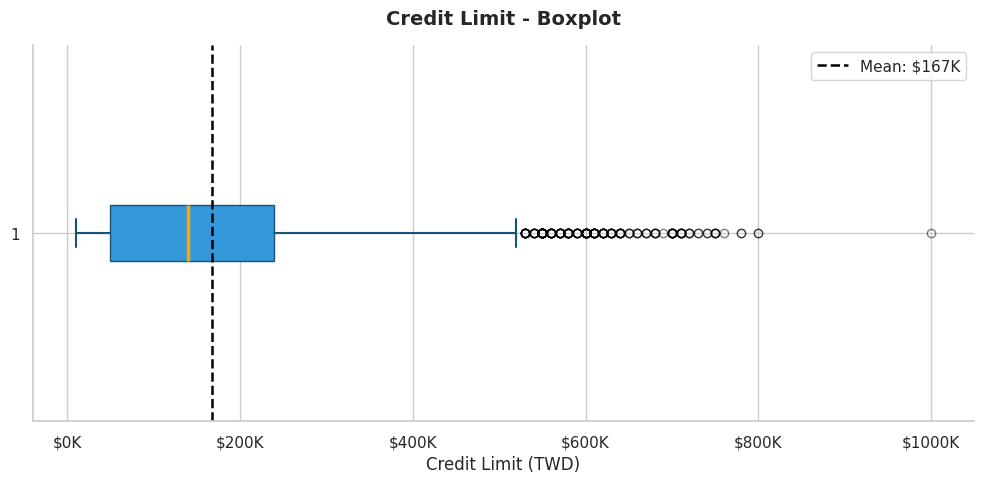 Credit Limit - Boxplot
Mean: $167K
1
$0K $200K $400K $600K $800K $1000K
Credit Limit (TWD)